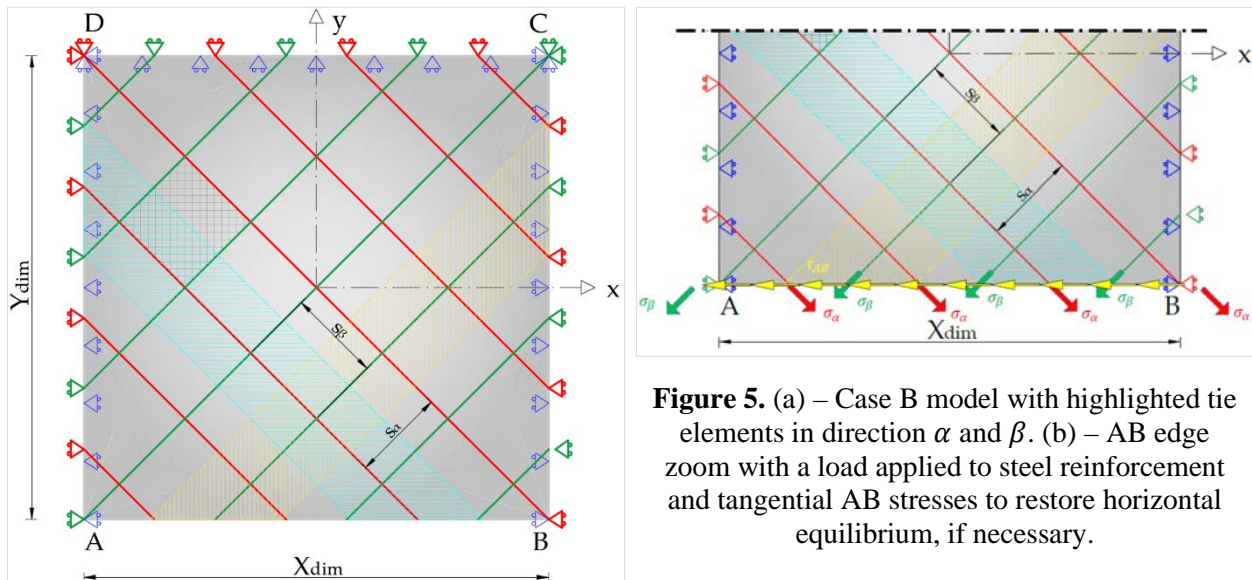 D
y
C
Y_dim
x
S_β
S_α
A
B
X_dim
x
S_β
S_α
τ_AB
σ_β
A
σ_α
σ_β
σ_α
σ_β
σ_α
σ_β
B
σ_α
X_dim
Figure 5. (a) – Case B model with highlighted tie
elements in direction α and β. (b) – AB edge
zoom with a load applied to steel reinforcement
and tangential AB stresses to restore horizontal
equilibrium, if necessary.